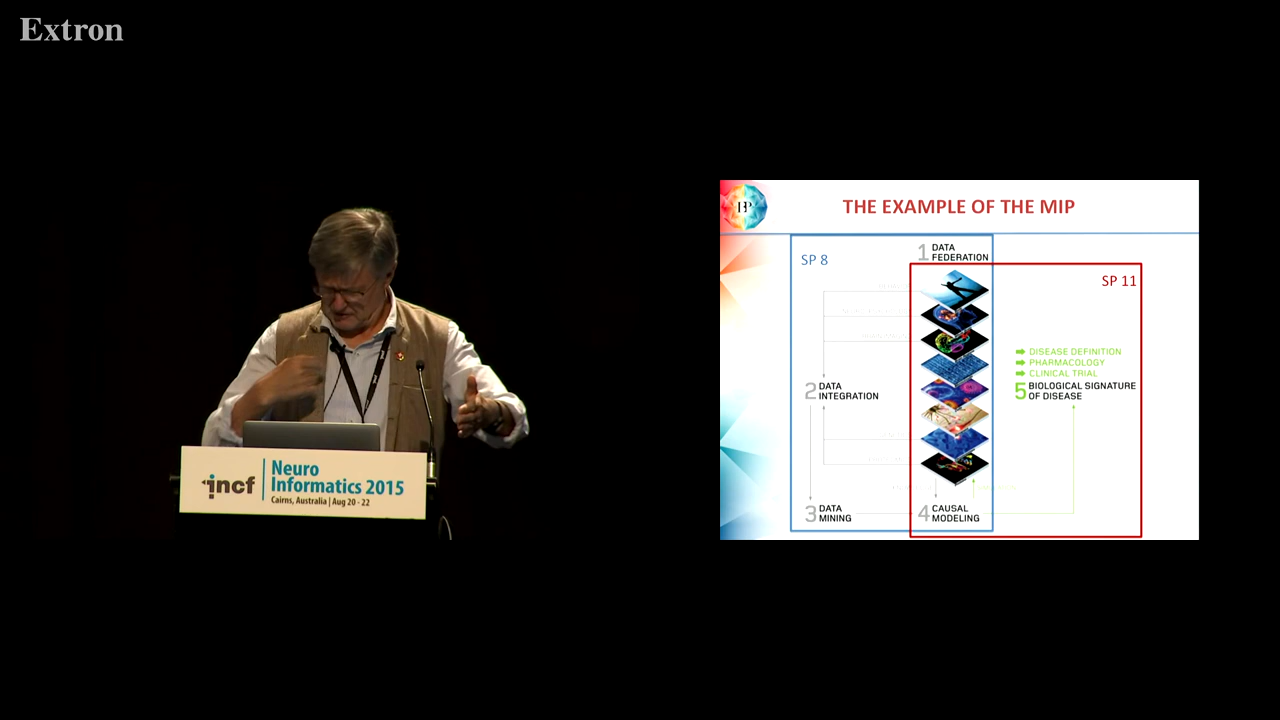 Extron
incf
Neuro
Informatics 2015
Cairns, Australia | Aug 20 - 22
HBP
THE EXAMPLE OF THE MIP
SP 8
1 DATA
FEDERATION
SP 11
DISEASE DEFINITION
PHARMACOLOGY
CLINICAL TRIAL
2 DATA
INTEGRATION
5 BIOLOGICAL SIGNATURE
OF DISEASE
3 DATA
MINING
4 CAUSAL
MODELING